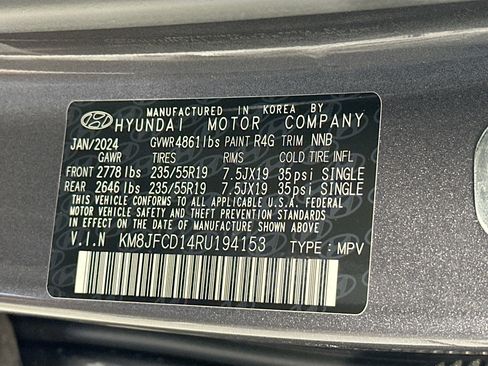 MANUFACTURED IN KOREA BY
HYUNDAI MOTOR COMPANY
JAN/2024 GVWR 4861lbs PAINT R4G TRIM NNB
GAWR TIRES RIMS COLD TIRE INFL
FRONT 2778 lbs 235/55R19 7.5JX19 35psi SINGLE
REAR 2646 lbs 235/55R19 7.5JX19 35psi SINGLE
THIS VEHICLE CONFORMS TO ALL APPLICABLE U.S.A. FEDERAL
MOTOR VEHICLE SAFETY AND THEFT PREVENTION STANDARDS
IN EFFECT ON THE DATE OF MANUFACTURE SHOWN ABOVE
V.I.N KM8JFCD14RU194153 TYPE: MPV